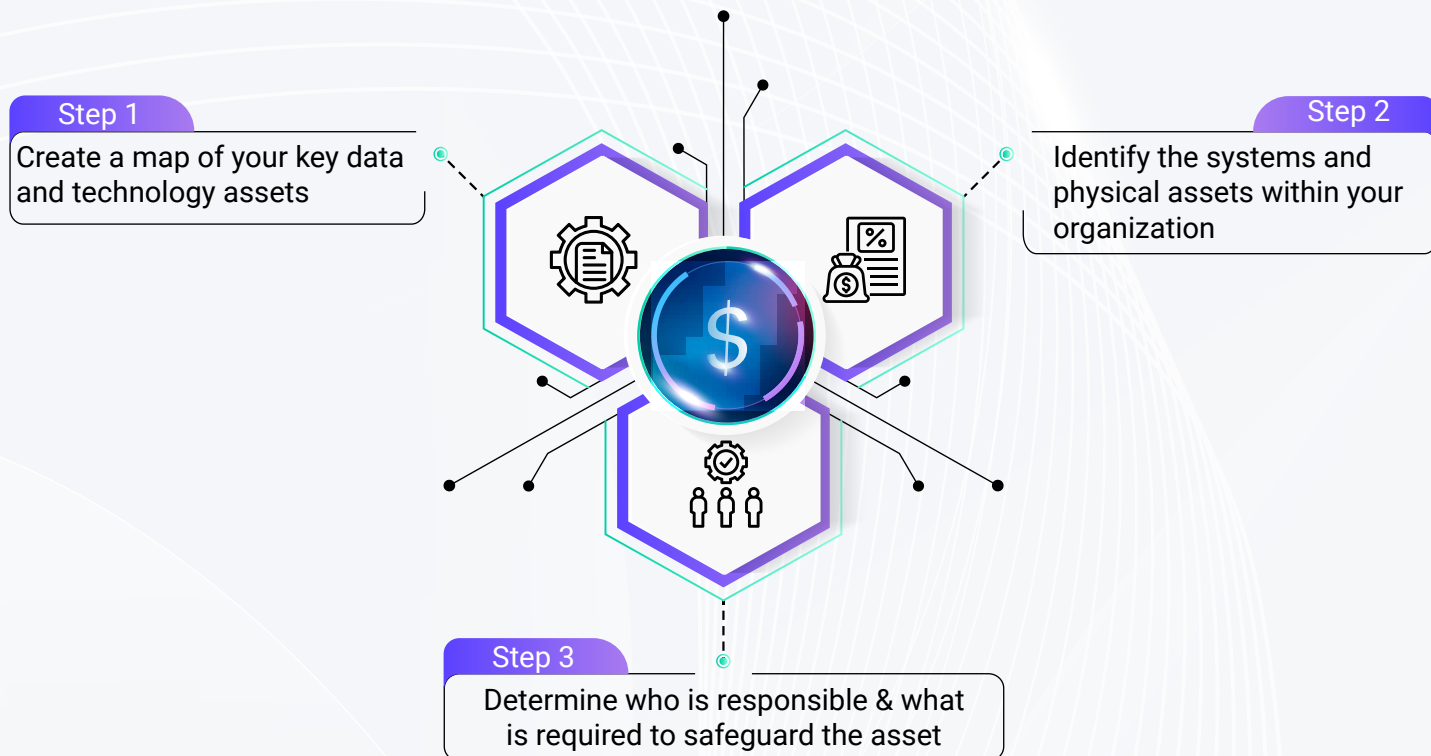 Step 1
Create a map of your key data
and technology assets
Step 2
Identify the systems and
physical assets within your
organization
%
$
$
Step 3
Determine who is responsible & what
is required to safeguard the asset